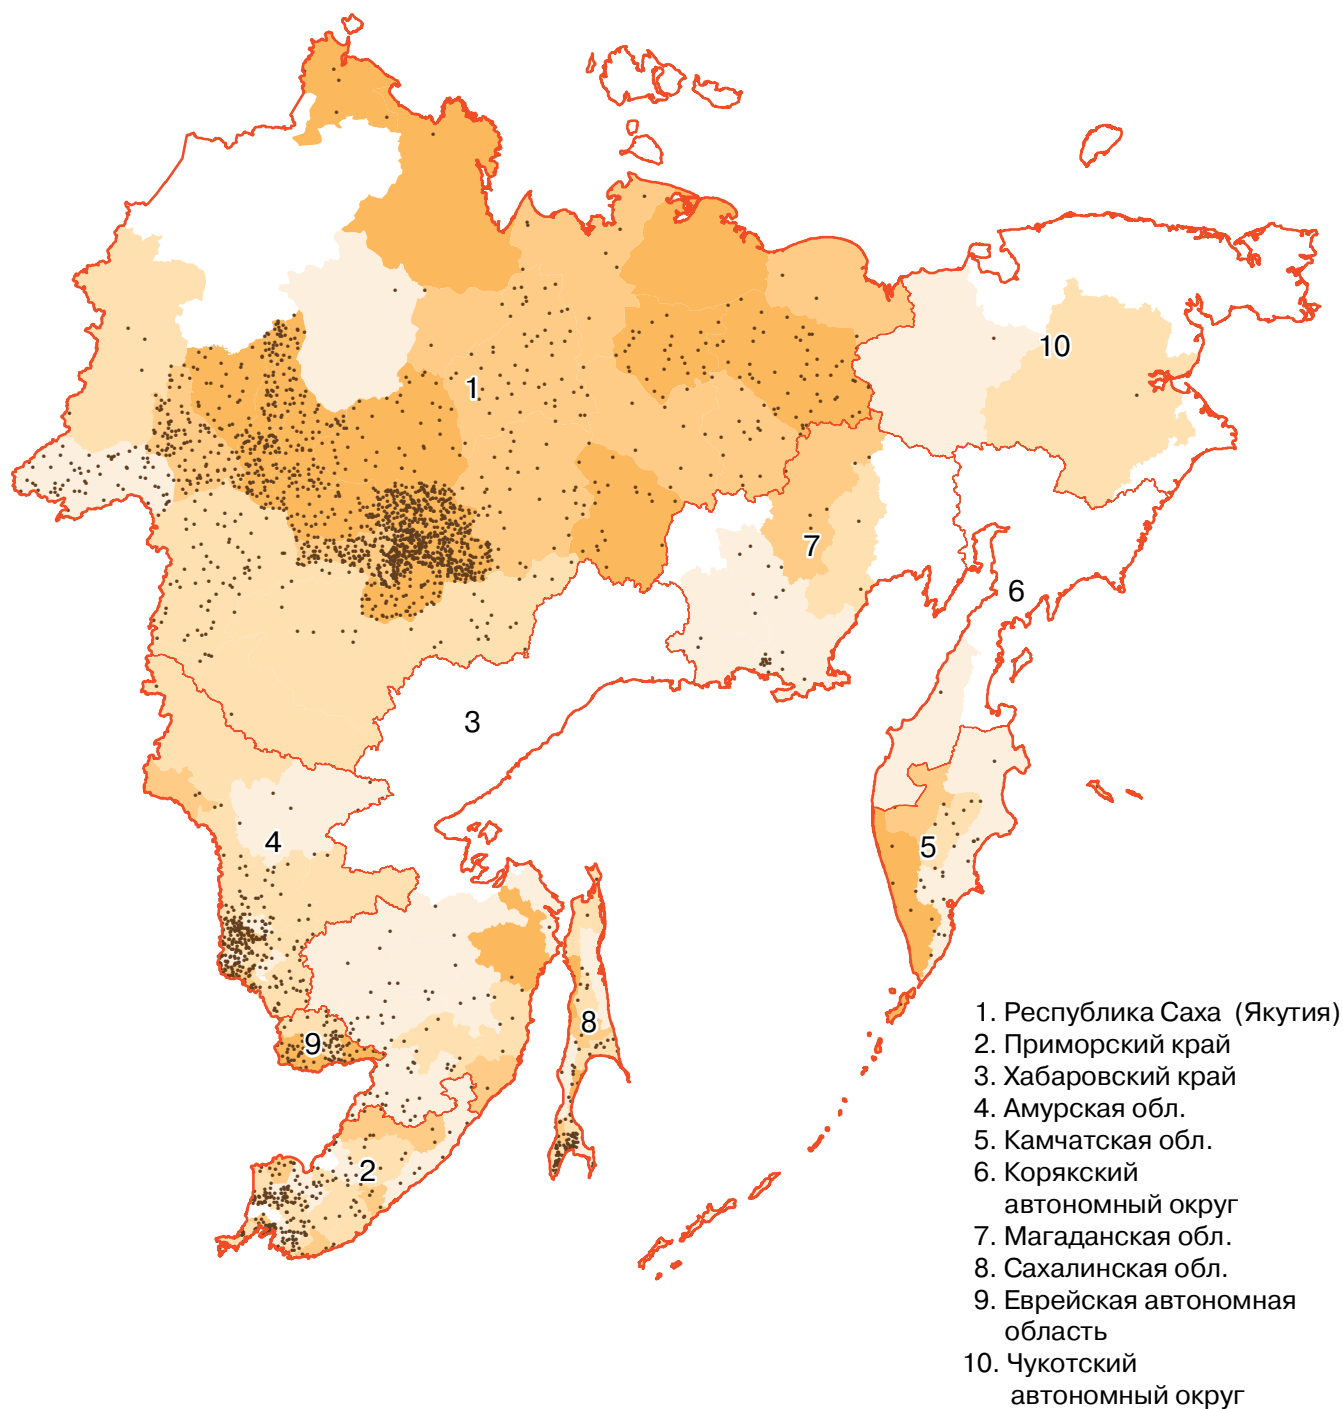 1
10
7
6
3
4
5
8
9
2
1. Республика Саха (Якутия)
2. Приморский край
3. Хабаровский край
4. Амурская обл.
5. Камчатская обл.
6. Корякский
автономный округ
7. Магаданская обл.
8. Сахалинская обл.
9. Еврейская автономная
область
10. Чукотский
автономный округ